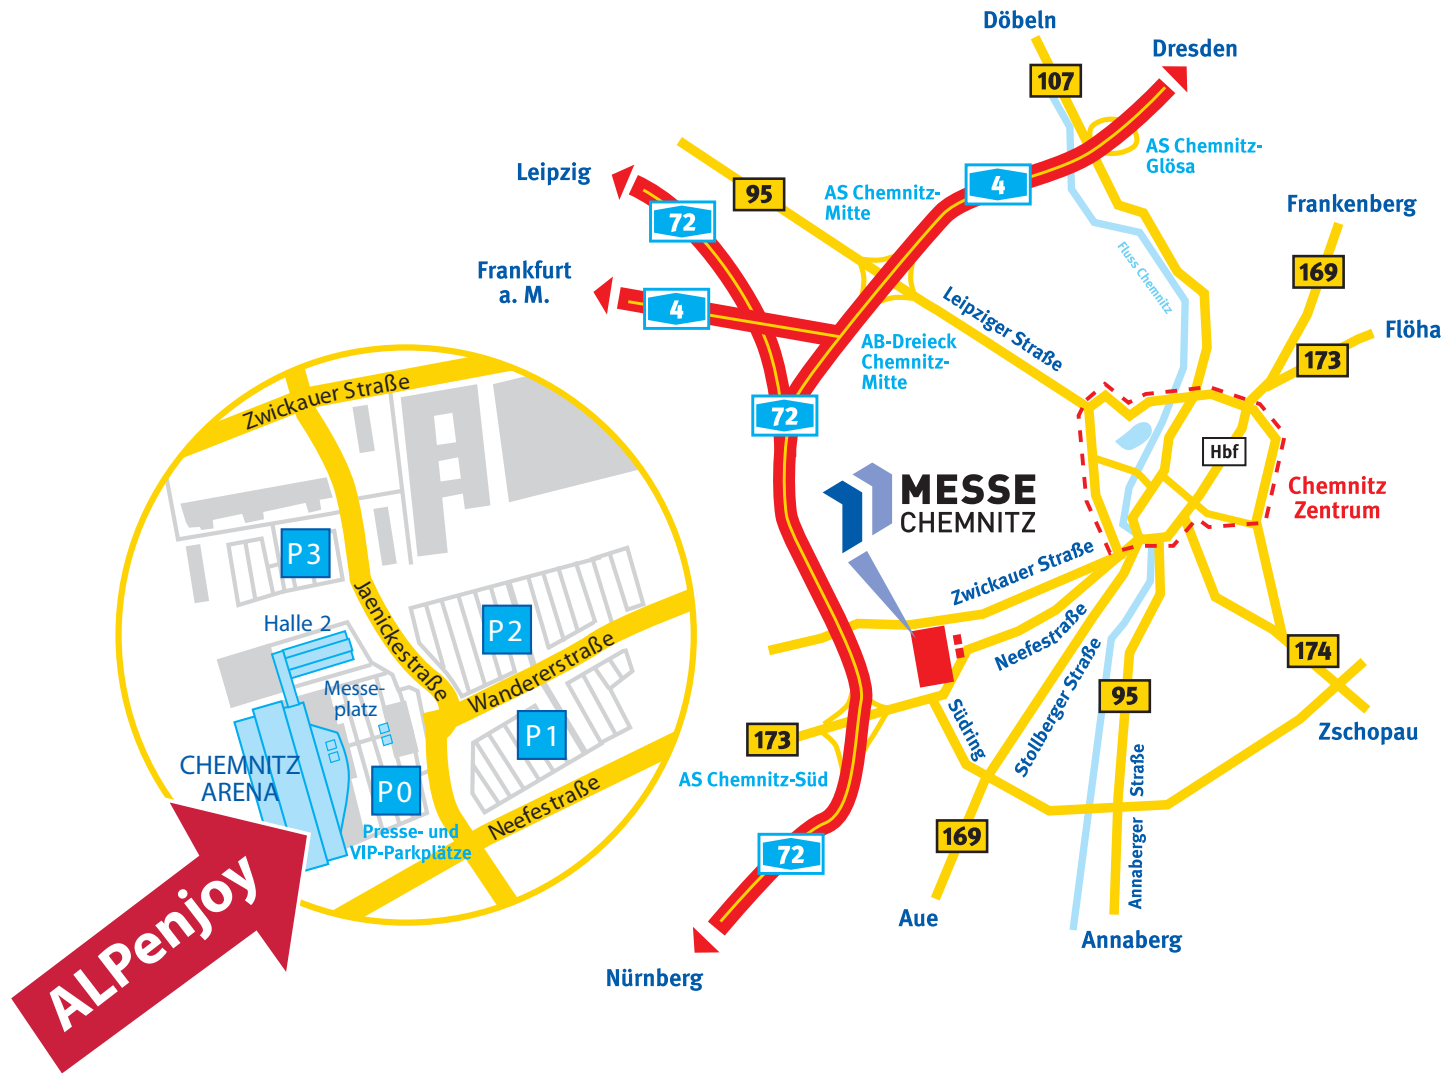 Döbeln
Dresden
107
AS Chemnitz-
Glösa
Leipzig
72
95
AS Chemnitz-
Mitte
4
Frankenberg
169
Frankfurt
a. M.
4
Fluss Chemnitz
Leipziger Straße
Flöha
173
AB-Dreieck
Chemnitz-
Mitte
72
Hbf
Chemnitz
Zentrum
MESSE
CHEMNITZ
Zwickauer Straße
Neefestraße
Stollberger Straße
174
Zschopau
95
Südring
173
AS Chemnitz-Süd
169
72
Annaberger Straße
Aue
Annaberg
Nürnberg
Zwickauer Straße
P3
Jaenickestraße
Halle 2
P2
Wandererstraße
Messe-
platz
P1
CHEMNITZ
ARENA
P0
Presse- und
VIP-Parkplätze
Neefestraße
ALPenjoy